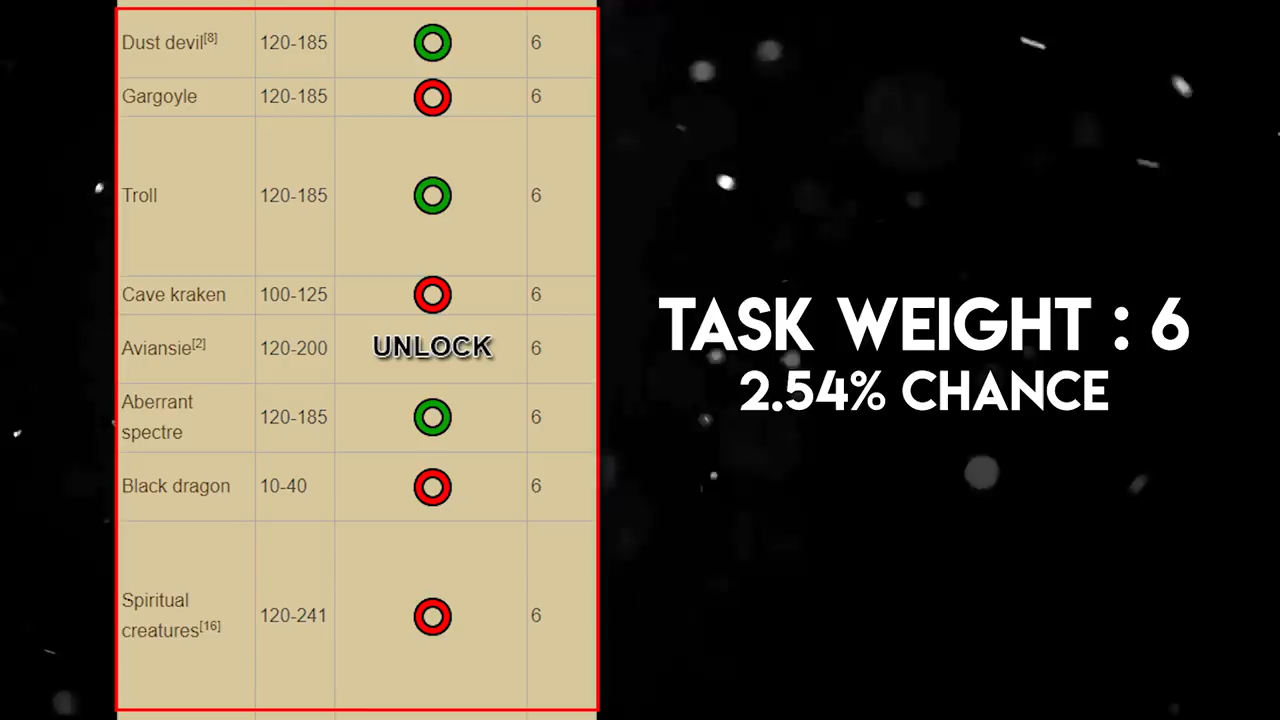 Dust devil[8] 120-185 6
Gargoyle 120-185 6
Troll 120-185 6
Cave kraken 100-125 6
Aviansie[2] 120-200 UNLOCK 6
Aberrant
spectre 120-185 6
Black dragon 10-40 6
Spiritual
creatures[16] 120-241 6
TASK WEIGHT : 6
2.54% CHANCE